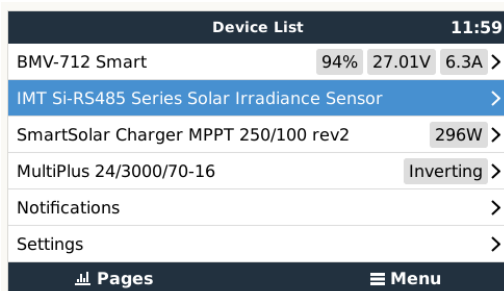 Device List 11:59
BMV-712 Smart 94% 27.01V 6.3A
IMT Si-RS485 Series Solar Irradiance Sensor
SmartSolar Charger MPPT 250/100 rev2 296W
MultiPlus 24/3000/70-16 Inverting
Notifications
Settings
Pages Menu